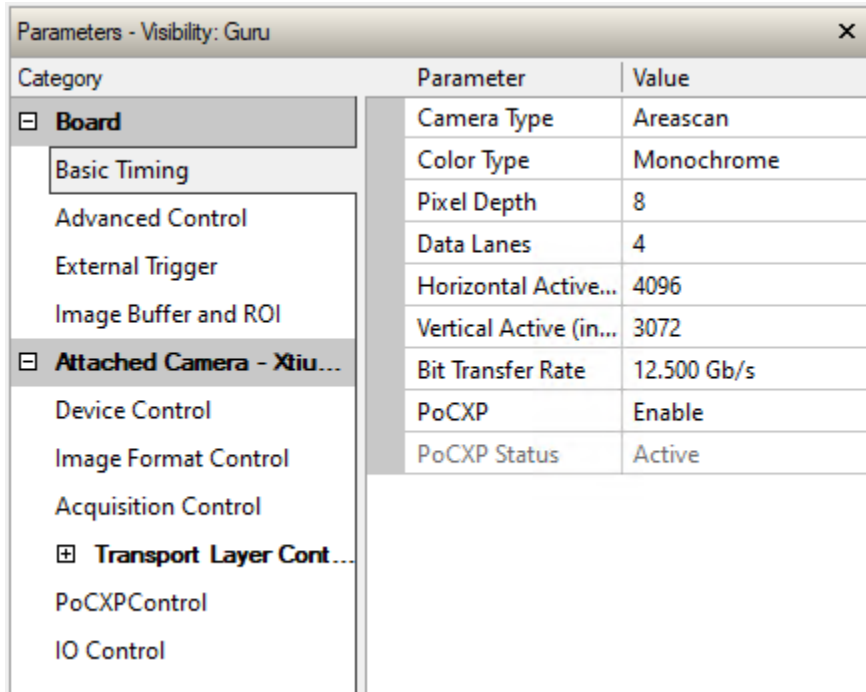 Parameters - Visibility: Guru
Category
Parameter Value
Board
Basic Timing
Advanced Control
External Trigger
Image Buffer and ROI
Attached Camera - Xtiu...
Device Control
Image Format Control
Acquisition Control
Transport Layer Cont...
PoCXPControl
IO Control
Camera Type Areascan
Color Type Monochrome
Pixel Depth 8
Data Lanes 4
Horizontal Active... 4096
Vertical Active (in... 3072
Bit Transfer Rate 12.500 Gb/s
PoCXP Enable
PoCXP Status Active